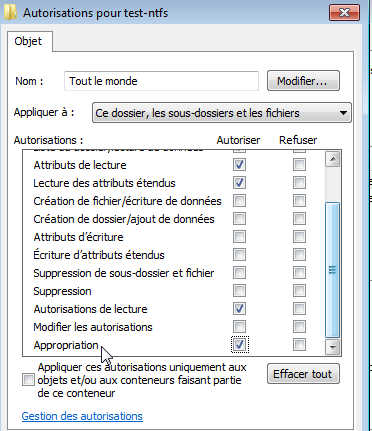 Autorisations pour test-ntfs
Objet
Nom : Tout le monde Modifier...
Appliquer à : Ce dossier, les sous-dossiers et les fichiers
Autorisations : Autoriser Refuser
Attributs de lecture
Lecture des attributs étendus
Création de fichier/écriture de données
Création de dossier/ajout de données
Attributs d'écriture
Écriture d'attributs étendus
Suppression de sous-dossier et fichier
Suppression
Autorisations de lecture
Modifier les autorisations
Appropriation
Appliquer ces autorisations uniquement aux
objets et/ou aux conteneurs faisant partie
de ce conteneur
Effacer tout
Gestion des autorisations